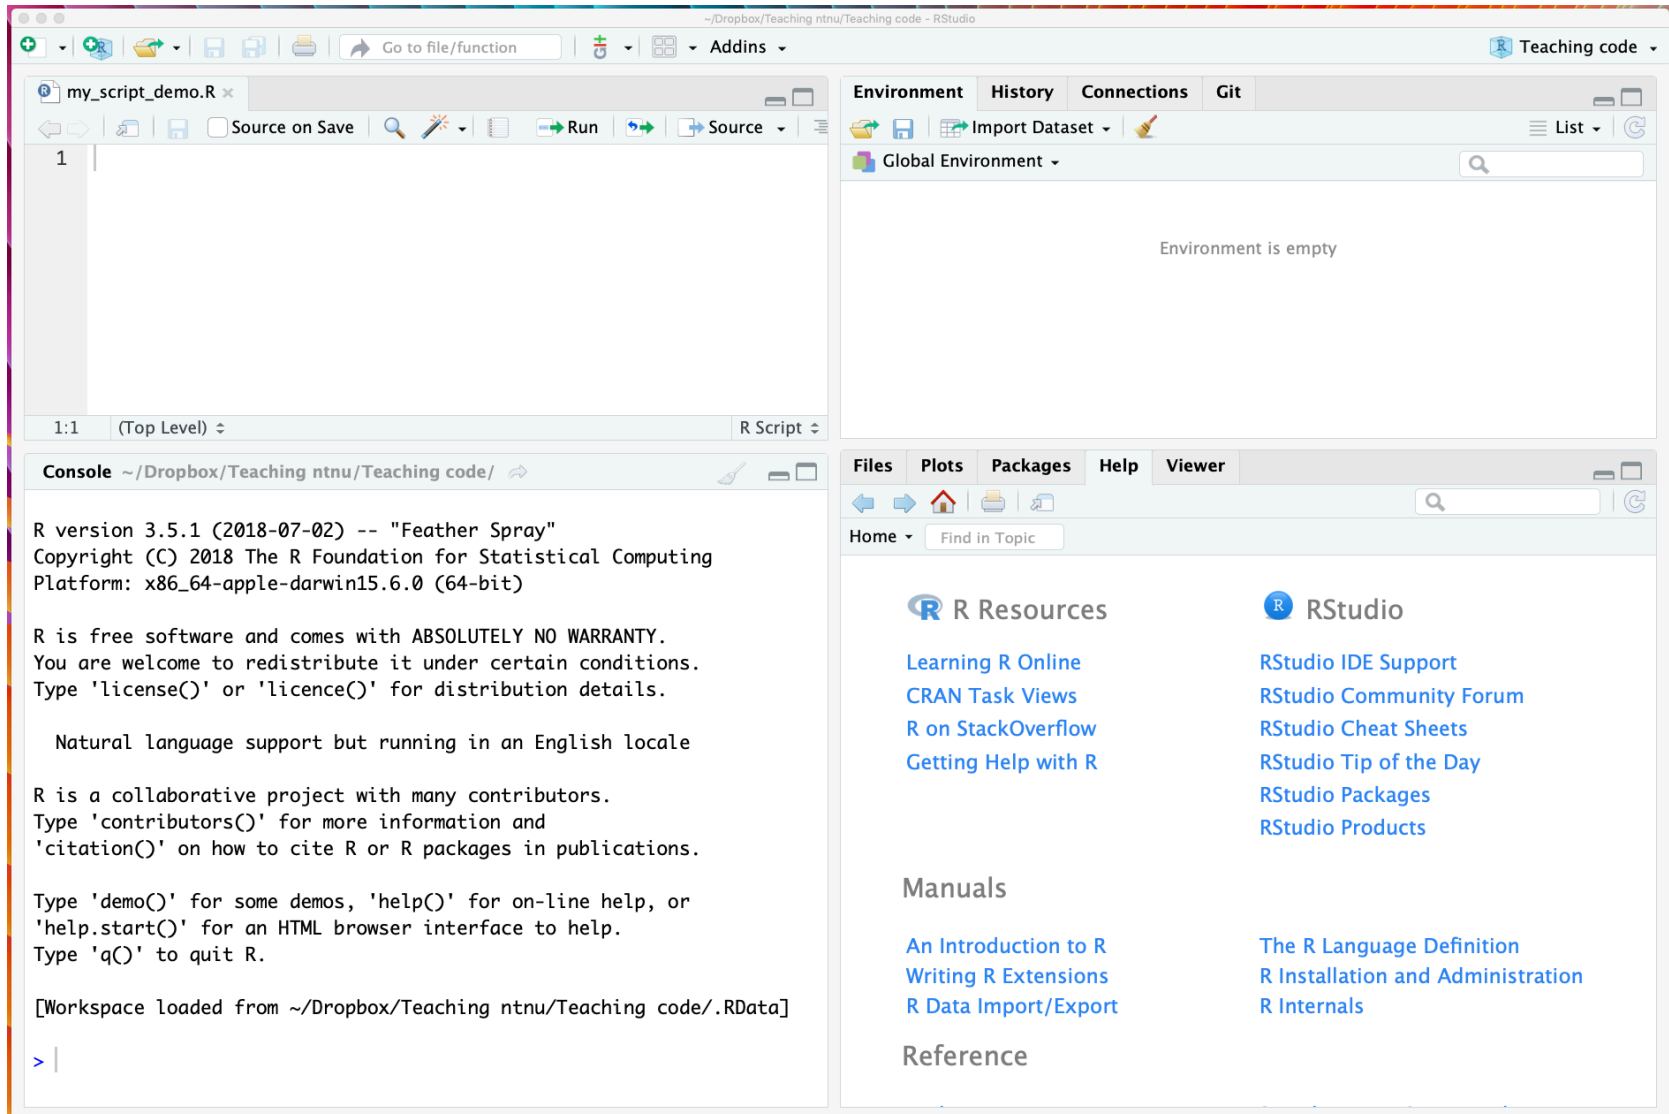 ~/Dropbox/Teaching ntnu/Teaching code - RStudio
Go to file/function
Addins
Teaching code
my_script_demo.R
Source on Save
Run
Source
1
1:1
(Top Level)
R Script
Console ~/Dropbox/Teaching ntnu/Teaching code/
R version 3.5.1 (2018-07-02) -- "Feather Spray"
Copyright (C) 2018 The R Foundation for Statistical Computing
Platform: x86_64-apple-darwin15.6.0 (64-bit)
R is free software and comes with ABSOLUTELY NO WARRANTY.
You are welcome to redistribute it under certain conditions.
Type 'license()' or 'licence()' for distribution details.
Natural language support but running in an English locale
R is a collaborative project with many contributors.
Type 'contributors()' for more information and
'citation()' on how to cite R or R packages in publications.
Type 'demo()' for some demos, 'help()' for on-line help, or
'help.start()' for an HTML browser interface to help.
Type 'q()' to quit R.
[Workspace loaded from ~/Dropbox/Teaching ntnu/Teaching code/.RData]
>
Environment History Connections Git
Import Dataset
List
Global Environment
Environment is empty
Files Plots Packages Help Viewer
Home
Find in Topic
R Resources
Learning R Online
CRAN Task Views
R on StackOverflow
Getting Help with R
RStudio
RStudio IDE Support
RStudio Community Forum
RStudio Cheat Sheets
RStudio Tip of the Day
RStudio Packages
RStudio Products
Manuals
An Introduction to R
Writing R Extensions
R Data Import/Export
The R Language Definition
R Installation and Administration
R Internals
Reference